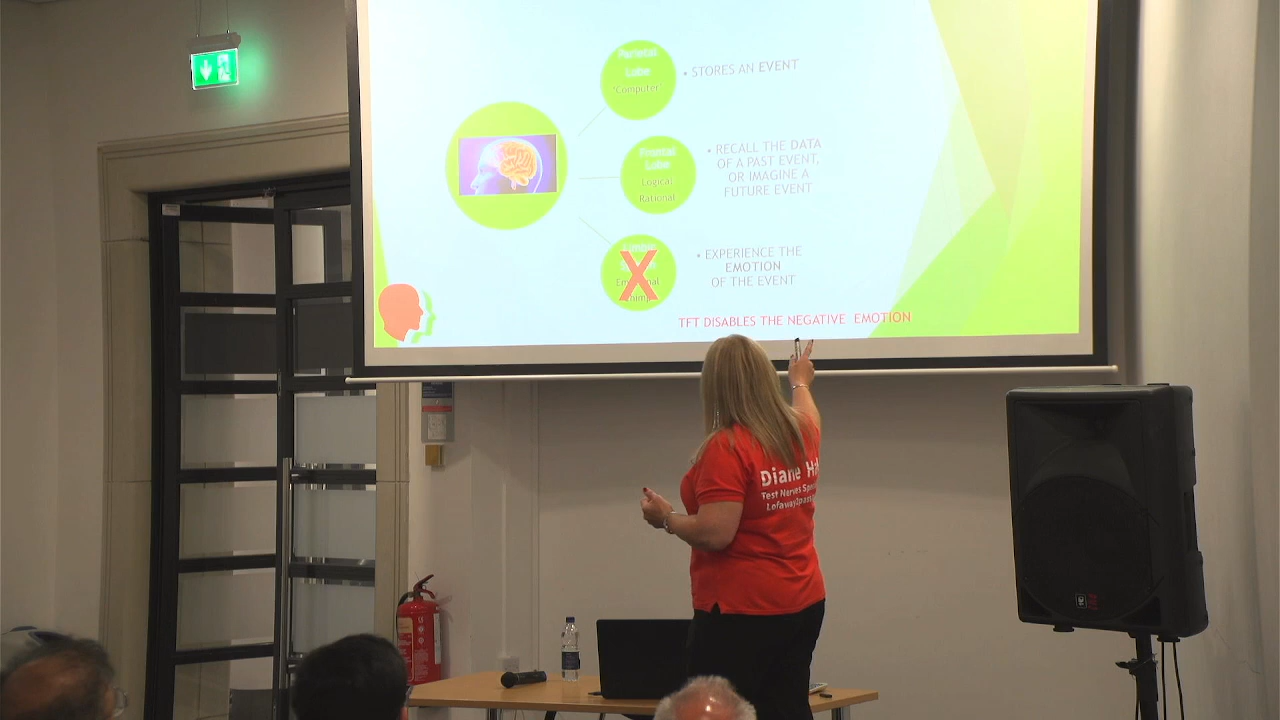 Parietal
Lobe
'Computer'
• STORES AN EVENT
Frontal
Lobe
Logical
Rational
• RECALL THE DATA
OF A PAST EVENT,
OR IMAGINE A
FUTURE EVENT
X
• EXPERIENCE THE
EMOTION
OF THE EVENT
TFT DISABLES THE NEGATIVE EMOTION
Diane
Test Nerves